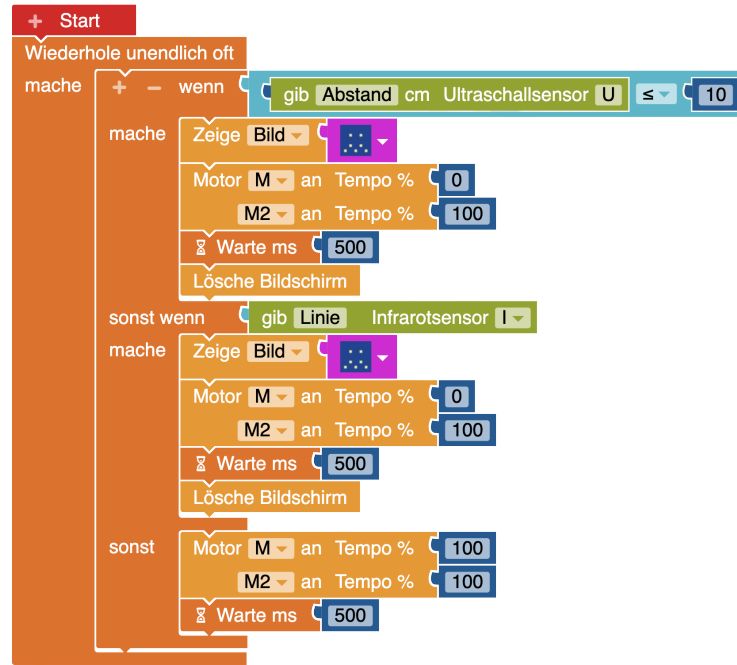 + Start
Wiederhole unendlich oft
mache + − wenn gib Abstand cm Ultraschallsensor U ≤ 10
mache Zeige Bild
Motor M an Tempo % 0
M2 an Tempo % 100
Warte ms 500
Lösche Bildschirm
sonst wenn gib Linie Infrarotsensor I
mache Zeige Bild
Motor M an Tempo % 0
M2 an Tempo % 100
Warte ms 500
Lösche Bildschirm
sonst Motor M an Tempo % 100
M2 an Tempo % 100
Warte ms 500